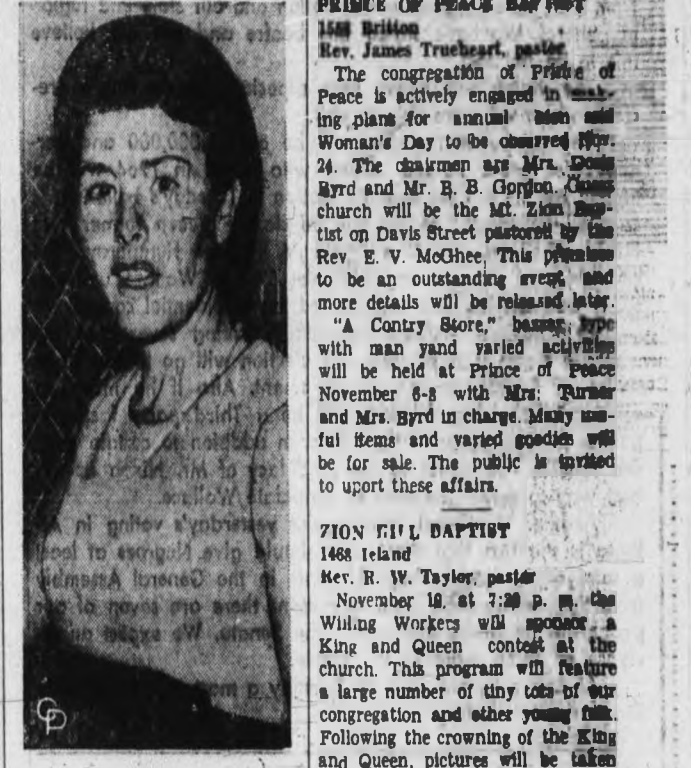 PRINCE OF PEACE BAPTIST
1588 Britton
Rev. James Trueheart, pastor
The congregation of Prince of
Peace is actively engaged in mak-
ing plans for annual Men and
Woman's Day to be observed Nov.
24. The chairmen are Mrs. Doris
Byrd and Mr. B. B. Gordon. Guest
church will be the Mt. Zion Bap-
tist on Davis Street pastored by the
Rev. E. V. McGhee, This promises
to be an outstanding event and
more details will be released later.
"A Contry Store," bazaar type
with man yand varied activities
will be held at Prince of Peace
November 6-8 with Mrs. Turner
and Mrs. Byrd in charge. Many use-
ful items and varied goodies will
be for sale. The public is invited
to uport these affairs.
ZION HILL BAPTIST
1468
Rev. R. W. Taylor, pastor
November at p. m. the
Willing Workers will sponsor a
King and Queen contest at the
church. This program will feature
a large number of tiny tots of our
congregation and other young folk.
Following the crowning of the King
and Queen, pictures will be taken
CP